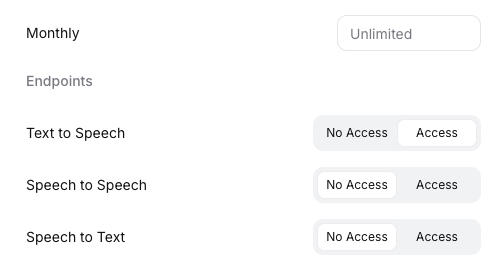 Monthly Unlimited
Endpoints
Text to Speech No Access Access
Speech to Speech No Access Access
Speech to Text No Access Access